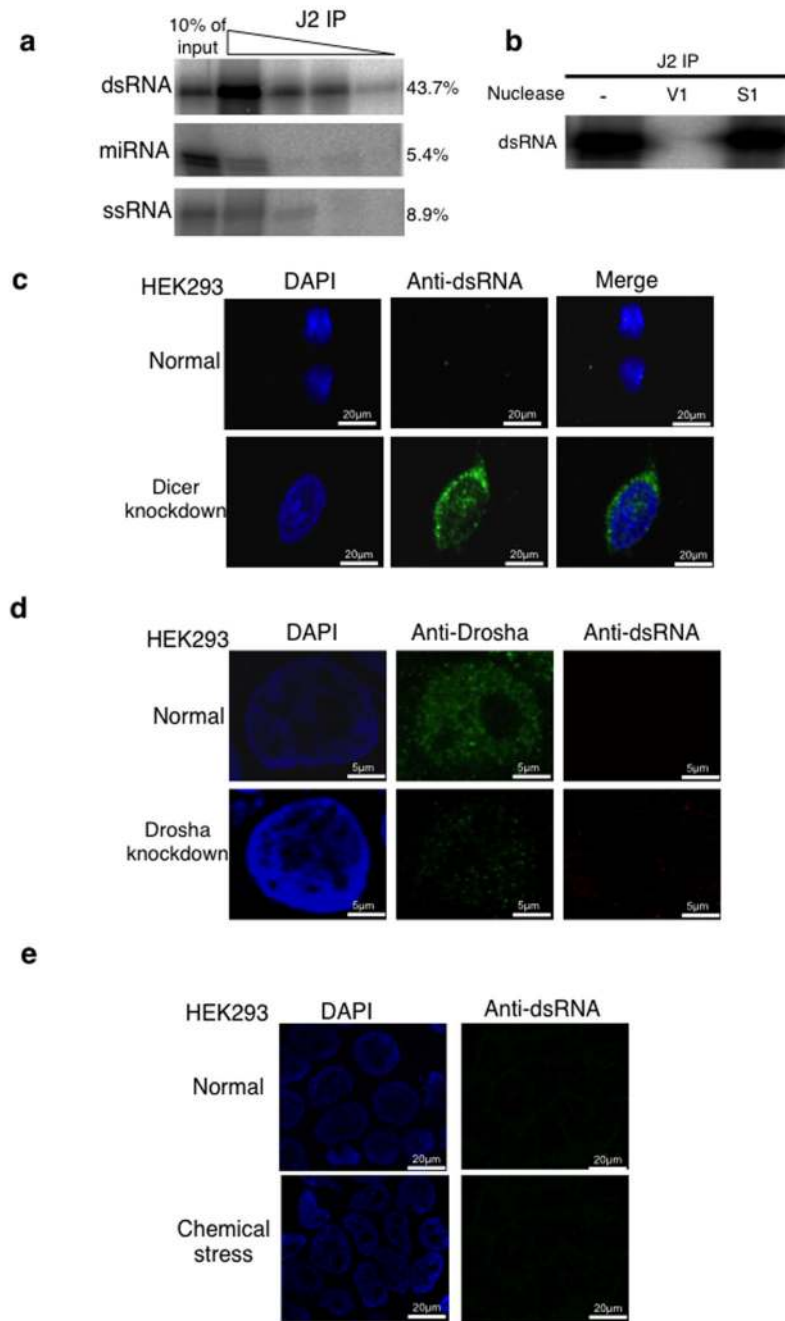 a
10% of
input
J2 IP
dsRNA
43.7%
miRNA
5.4%
ssRNA
8.9%
b
J2 IP
Nuclease - V1 S1
dsRNA
c
HEK293 DAPI Anti-dsRNA Merge
Normal
20µm 20µm 20µm
Dicer
knockdown
20µm 20µm 20µm
d
HEK293 DAPI Anti-Drosha Anti-dsRNA
Normal
5µm 5µm 5µm
Drosha
knockdown
5µm 5µm 5µm
e
HEK293 DAPI Anti-dsRNA
Normal
20µm 20µm
Chemical
stress
20µm 20µm